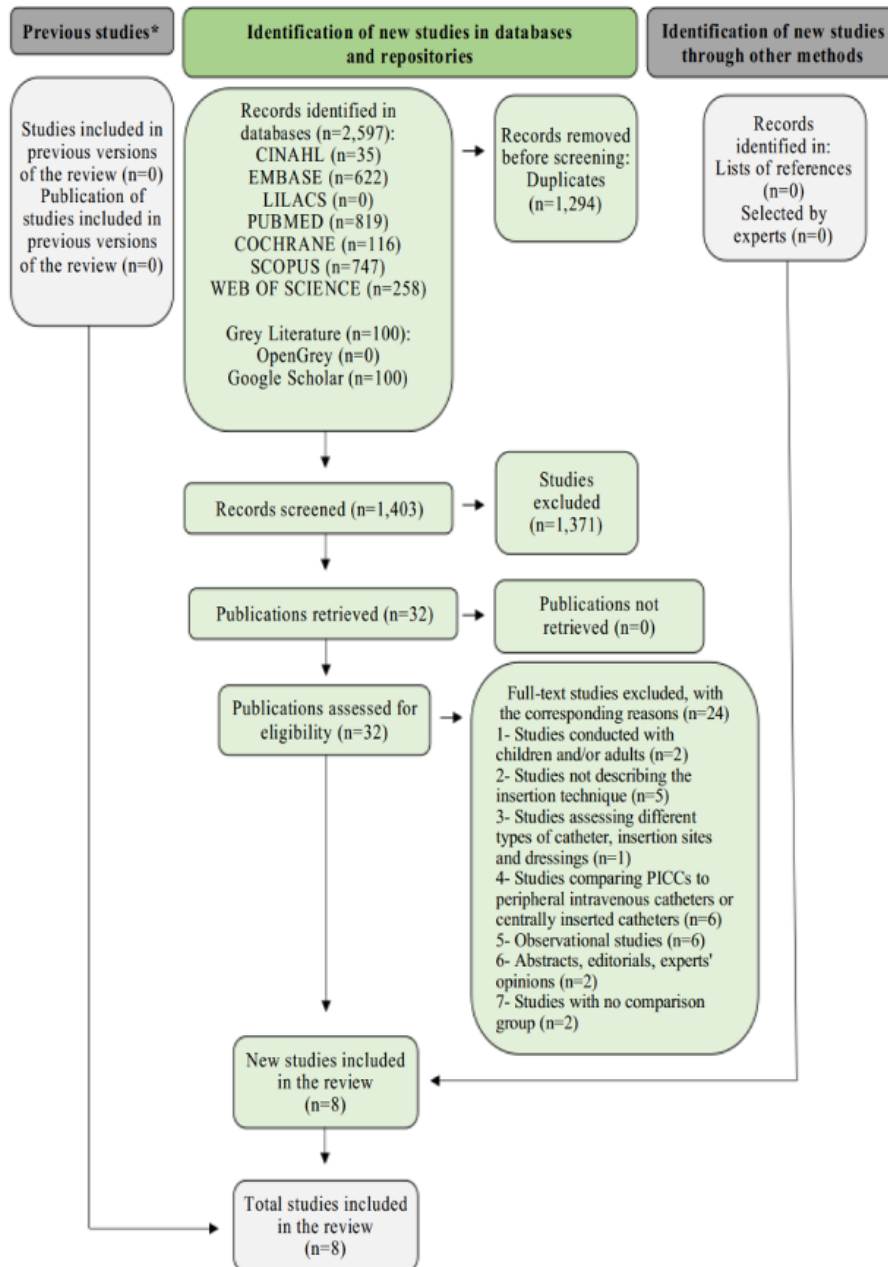 Previous studies*
Identification of new studies in databases
and repositories
Identification of new studies
through other methods
Studies included in
previous versions
of the review (n=0)
Publication of
studies included in
previous versions
of the review (n=0)
Records identified in
databases (n=2,597):
CINAHL (n=35)
EMBASE (n=622)
LILACS (n=0)
PUBMED (n=819)
COCHRANE (n=116)
SCOPUS (n=747)
WEB OF SCIENCE (n=258)
Grey Literature (n=100):
OpenGrey (n=0)
Google Scholar (n=100)
Records removed
before screening:
Duplicates
(n=1,294)
Records
identified in:
Lists of references
(n=0)
Selected by
experts (n=0)
Records screened (n=1,403)
Studies
excluded
(n=1,371)
Publications retrieved (n=32)
Publications not
retrieved (n=0)
Publications assessed for
eligibility (n=32)
Full-text studies excluded, with
the corresponding reasons (n=24)
1- Studies conducted with
children and/or adults (n=2)
2- Studies not describing the
insertion technique (n=5)
3- Studies assessing different
types of catheter, insertion sites
and dressings (n=1)
4- Studies comparing PICCs to
peripheral intravenous catheters or
centrally inserted catheters (n=6)
5- Observational studies (n=6)
6- Abstracts, editorials, experts'
opinions (n=2)
7- Studies with no comparison
group (n=2)
New studies included
in the review
(n=8)
Total studies included
in the review
(n=8)